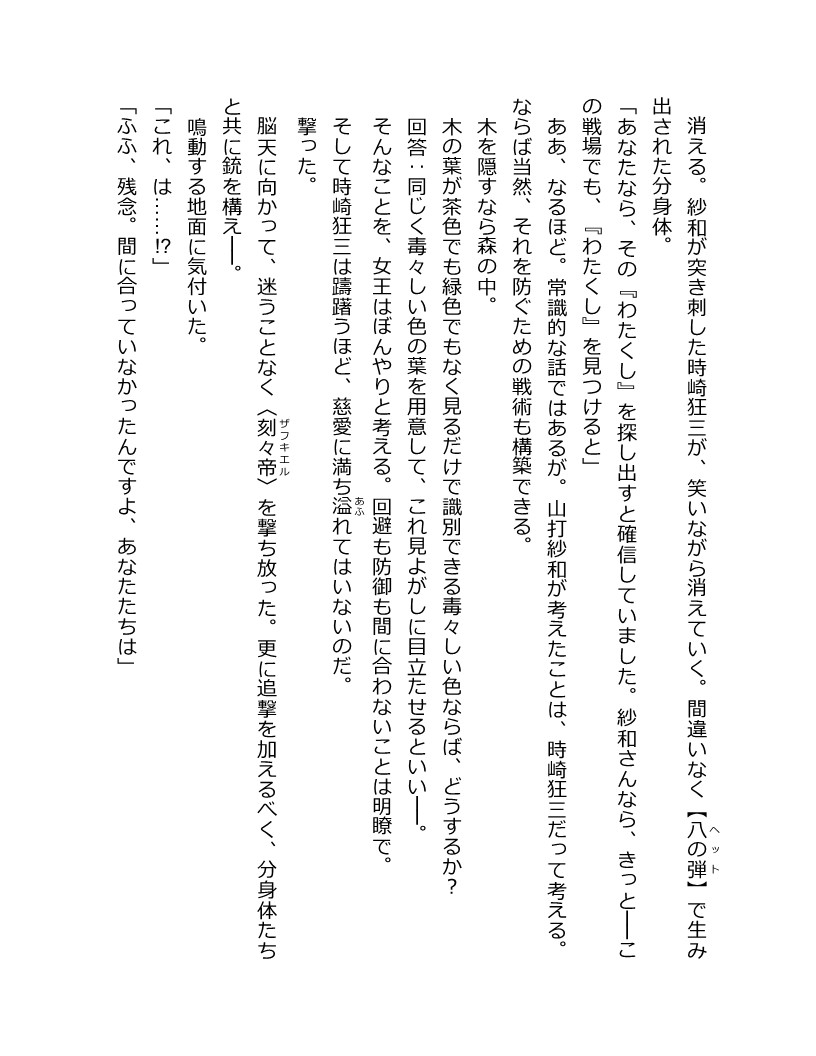 消える。紗和が突き刺した時崎狂三が、笑いながら消えていく。間違いなく【八の弾】で生み
ヘット
出された分身体。
「あなたなら、その『わたくし』を探し出すと確信していました。紗和さんなら、きっと――こ
の戦場でも、『わたくし』を見つけると」
ああ、なるほど。常識的な話ではあるが。山打紗和が考えたことは、時崎狂三だって考える。
ならば当然、それを防ぐための戦術も構築できる。
木を隠すなら森の中。
木の葉が茶色でも緑色でもなく見るだけで識別できる毒々しい色ならば、どうするか?
回答:同じく毒々しい色の葉を用意して、これ見よがしに目立たせるといい――。
そんなことを、女王はぼんやりと考える。回避も防御も間に合わないことは明瞭で。
そして時崎狂三は躊躇うほど、慈愛に満ち溢れてはいないのだ。
あふ
撃った。
脳天に向かって、迷うことなく〈刻々帝〉を撃ち放った。更に追撃を加えるべく、分身体たち
ザフキエル
と共に銃を構え――。
鳴動する地面に気付いた。
「これ、は……!?」
「ふふ、残念。間に合っていなかったんですよ、あなたたちは」